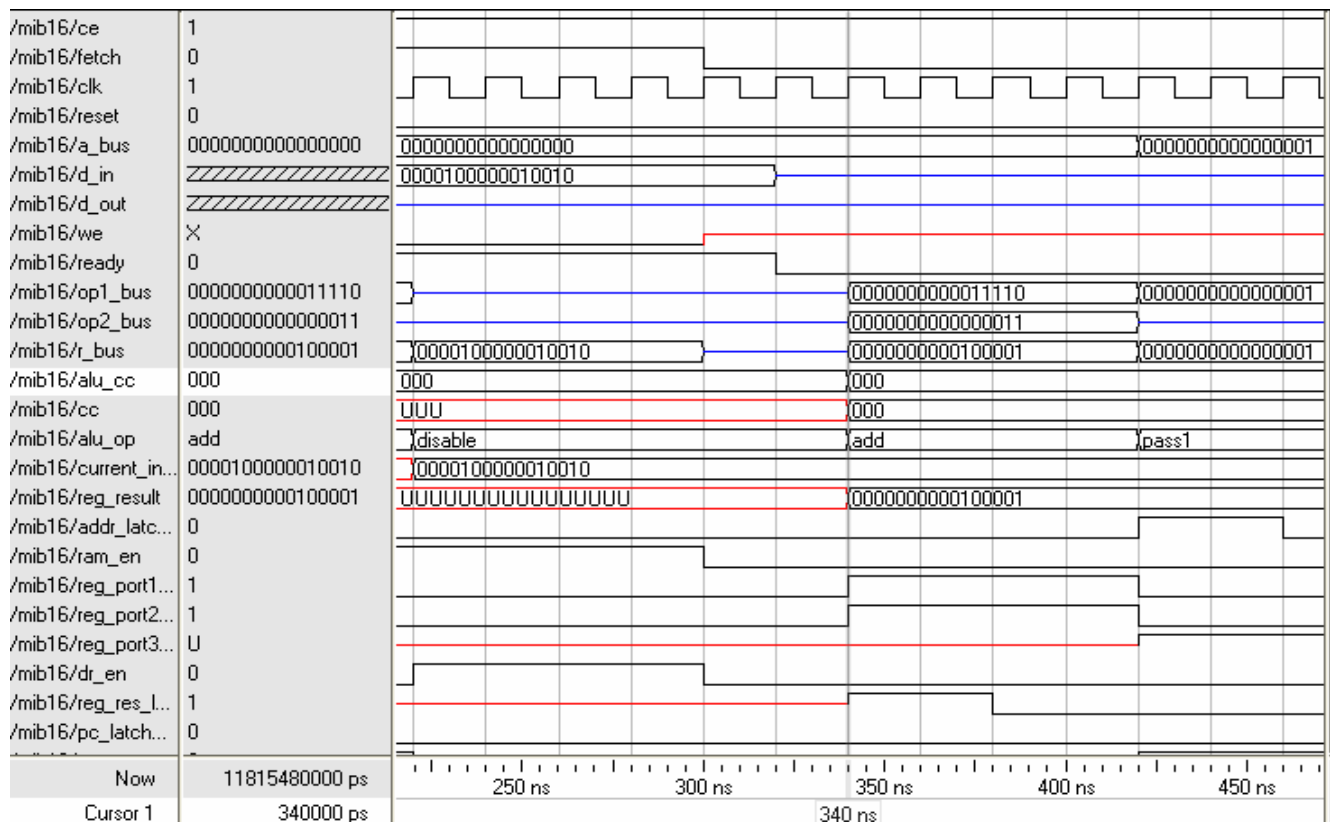 /mib16/ce 1
/mib16/fetch 0
/mib16/clk 1
/mib16/reset 0
/mib16/a_bus 0000000000000000 0000000000000000 0000000000000001
/mib16/d_in ZZZZZZZZZZZZZZZZ 0000100000010010
/mib16/d_out ZZZZZZZZZZZZZZZZ
/mib16/we X
/mib16/ready 0
/mib16/op1_bus 0000000000011110 0000000000011110 0000000000000001
/mib16/op2_bus 0000000000000011 0000000000000011
/mib16/r_bus 0000000000100001 0000100000010010 0000000000100001 0000000000000001
/mib16/alu_cc 000 000 000
/mib16/cc 000 UUU 000
/mib16/alu_op add disable add pass1
/mib16/current_in... 0000100000010010 0000100000010010
/mib16/reg_result 0000000000100001 UUUUUUUUUUUUUUUU 0000000000100001
/mib16/addr_latc... 0
/mib16/ram_en 0
/mib16/reg_port1... 1
/mib16/reg_port2... 1
/mib16/reg_port3... U
/mib16/dr_en 0
/mib16/reg_res_l... 1
/mib16/pc_latch... 0
Now 11815480000 ps 250 ns 300 ns 350 ns 400 ns 450 ns
Cursor 1 340000 ps 340 ns